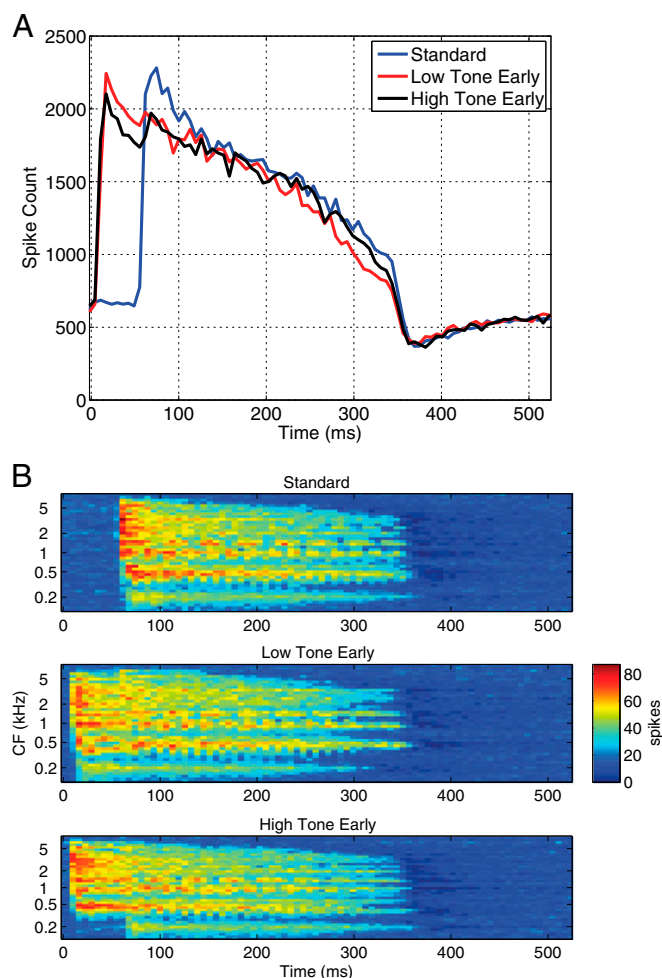 A
2500
2000
1500
1000
500
0
Spike Count
Standard
Low Tone Early
High Tone Early
0 100 200 300 400 500
Time (ms)
B
Standard
5
2
1
0.5
0.2
0 100 200 300 400 500
Low Tone Early
CF (kHz)
5
2
1
0.5
0.2
0 100 200 300 400 500
80
60
40
20
0
spikes
High Tone Early
5
2
1
0.5
0.2
0 100 200 300 400 500
Time (ms)